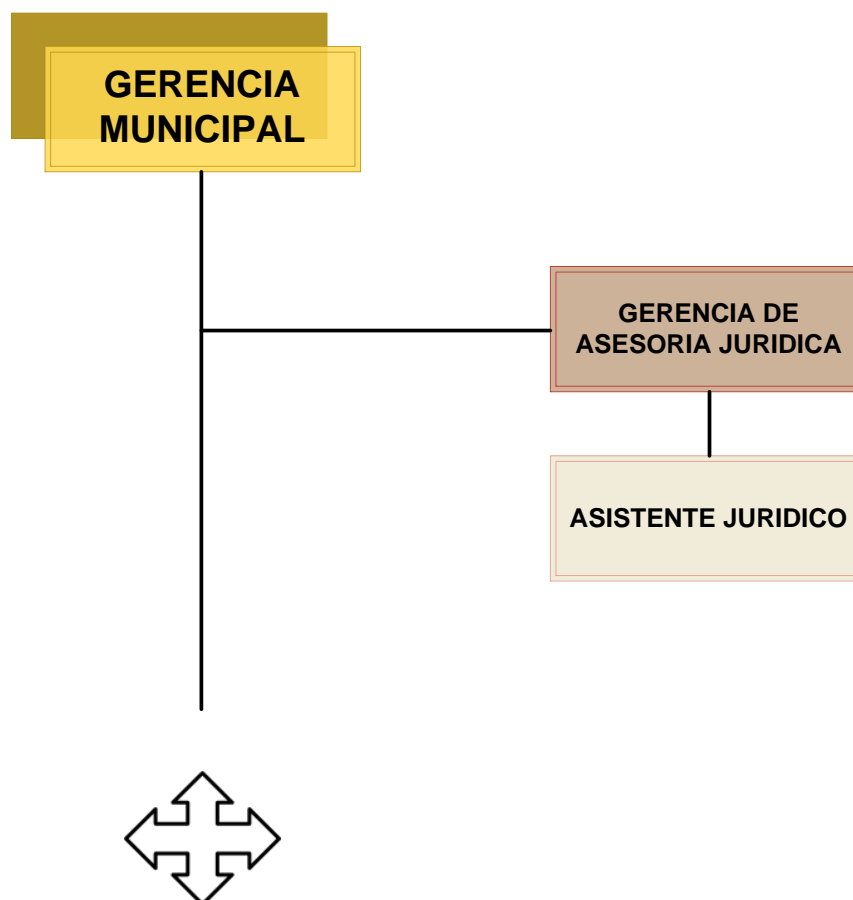 GERENCIA
MUNICIPAL
GERENCIA DE
ASESORIA JURIDICA
ASISTENTE JURIDICO